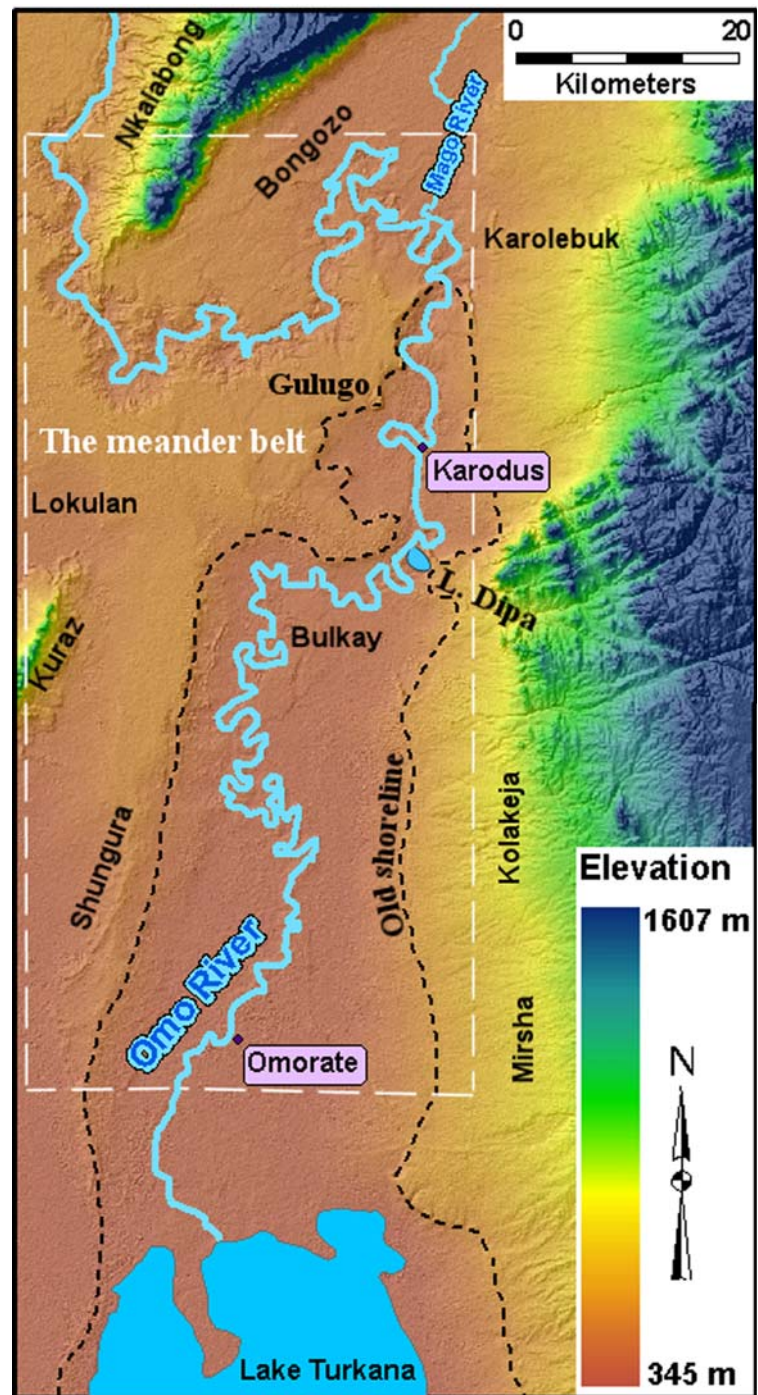 0 20
Kilometers
Nkalabong
Bongozo
Mago River
Karolebuk
Gulugo
The meander belt
Karodus
Lokulan
L. Dipa
Bulkay
Kuraz
Old shoreline
Kolakeja
Shungura
Elevation
1607 m
Omo River
Mirsha
Omorate
N
Lake Turkana
345 m